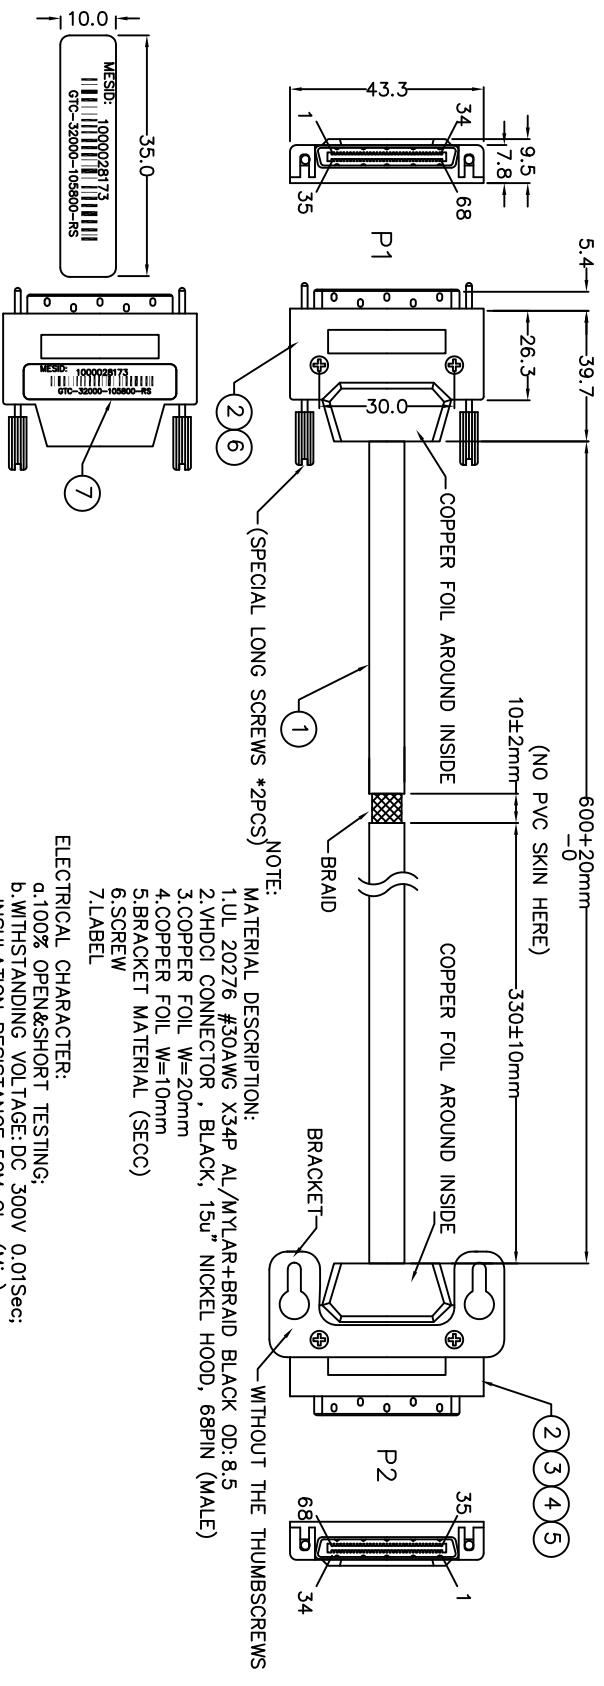 10.0
35.0
MESID: 1000028173
GTC-32000-105800-RS
MESID: 1000028173
GTC-32000-105800-RS
7
43.3
9.5
7.8
1
34
35
68
P1
5.4
39.7
26.3
30.0
2 6
(SPECIAL LONG SCREWS *2PCS)
COPPER FOIL AROUND INSIDE
1
600+20mm
-0
(NO PVC SKIN HERE)
10±2mm
330±10mm
BRAID
COPPER FOIL AROUND INSIDE
BRACKET
WITHOUT THE THUMBSCREWS
2 3 4 5
P2
35
1
68
34
NOTE:
MATERIAL DESCRIPTION:
1.UL 20276 #30AWG X34P AL/MYLAR+BRAID BLACK OD:8.5
2.VHDCI CONNECTOR , BLACK, 15u" NICKEL HOOD, 68PIN (MALE)
3.COPPER FOIL W=20mm
4.COPPER FOIL W=10mm
5.BRACKET MATERIAL (SECC)
6.SCREW
7.LABEL
ELECTRICAL CHARACTER:
a.100% OPEN&SHORT TESTING;
b.WITHSTANDING VOLTAGE:DC 300V 0.01Sec;